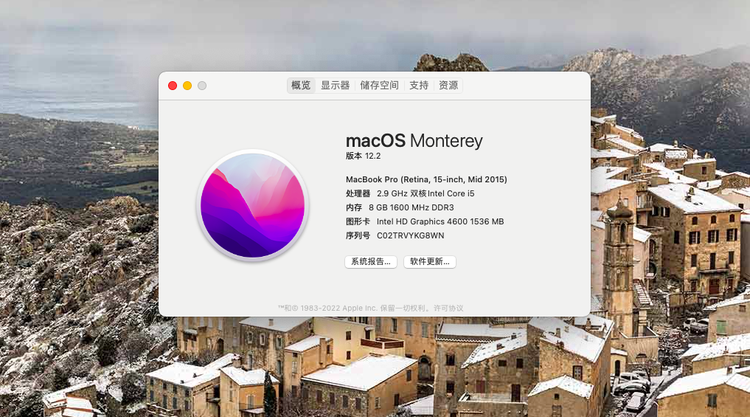 概览 显示器 储存空间 支持 资源
macOS Monterey
版本 12.2
MacBook Pro (Retina, 15-inch, Mid 2015)
处理器 2.9 GHz 双核Intel Core i5
内存 8 GB 1600 MHz DDR3
图形卡 Intel HD Graphics 4600 1536 MB
序列号 C02TRVYKG8WN
系统报告... 软件更新...
™和© 1983-2022 Apple Inc. 保留一切权利。许可协议